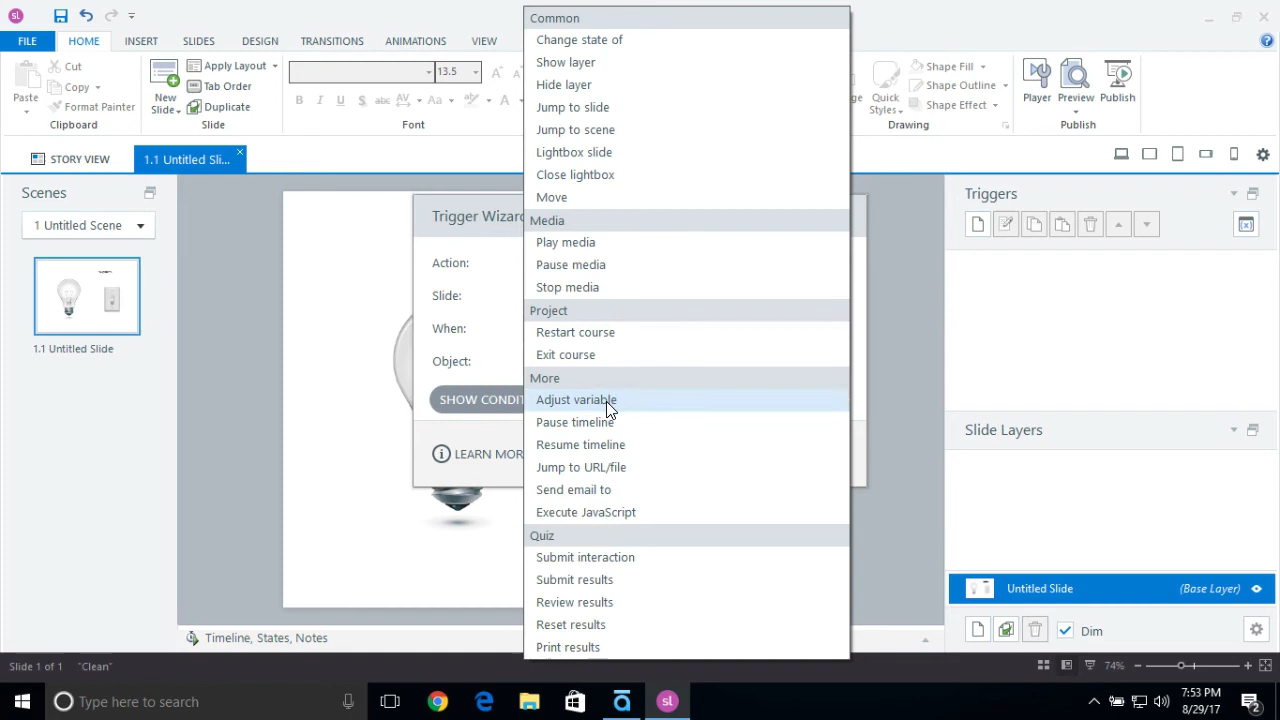 sl
FILE
HOME
INSERT
SLIDES
DESIGN
TRANSITIONS
ANIMATIONS
VIEW
Paste
Cut
Copy
Format Painter
Clipboard
New
Slide
Apply Layout
Tab Order
Duplicate
Slide
13.5
B I U S abc AV Aa A
Font
Quick
Styles
Shape Fill
Shape Outline
Shape Effect
Drawing
Player
Preview
Publish
Publish
STORY VIEW
1.1 Untitled Sli...
Scenes
1 Untitled Scene
1.1 Untitled Slide
Trigger Wizard
Action:
Slide:
When:
Object:
SHOW CONDIT
LEARN MOR
Common
Change state of
Show layer
Hide layer
Jump to slide
Jump to scene
Lightbox slide
Close lightbox
Move
Media
Play media
Pause media
Stop media
Project
Restart course
Exit course
More
Adjust variable
Pause timeline
Resume timeline
Jump to URL/file
Send email to
Execute JavaScript
Quiz
Submit interaction
Submit results
Review results
Reset results
Print results
Triggers
Slide Layers
Untitled Slide
(Base Layer)
Dim
Timeline, States, Notes
Slide 1 of 1
"Clean"
74%
Type here to search
sl
7:53 PM
8/29/17
2